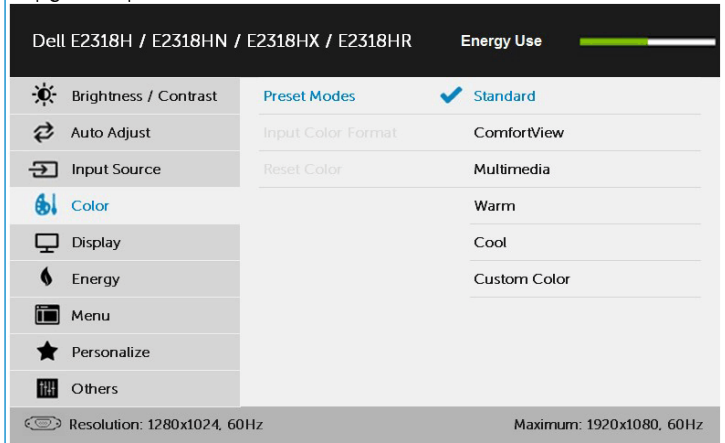 Dell E2318H / E2318HN / E2318HX / E2318HR Energy Use
Brightness / Contrast Preset Modes Standard
Auto Adjust Input Color Format ComfortView
Input Source Reset Color Multimedia
Color Warm
Display Cool
Energy Custom Color
Menu
Personalize
Others
Resolution: 1280x1024, 60Hz Maximum: 1920x1080, 60Hz